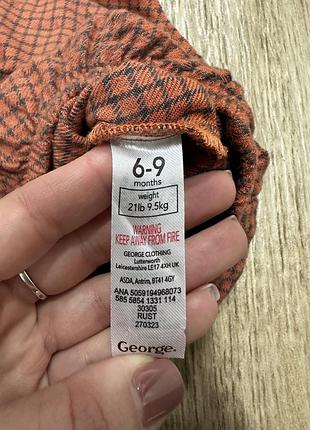 6-9
months
weight
21lb 9.5kg
WARNING
KEEP AWAY FROM FIRE
GEORGE CLOTHING
Lutterworth
Leicestershire LE17 4XH UK
ASDA, Antrim, BT41 4GY
ANA 5059194968073
585 5854 1331 114
30305
RUST
270323
George.